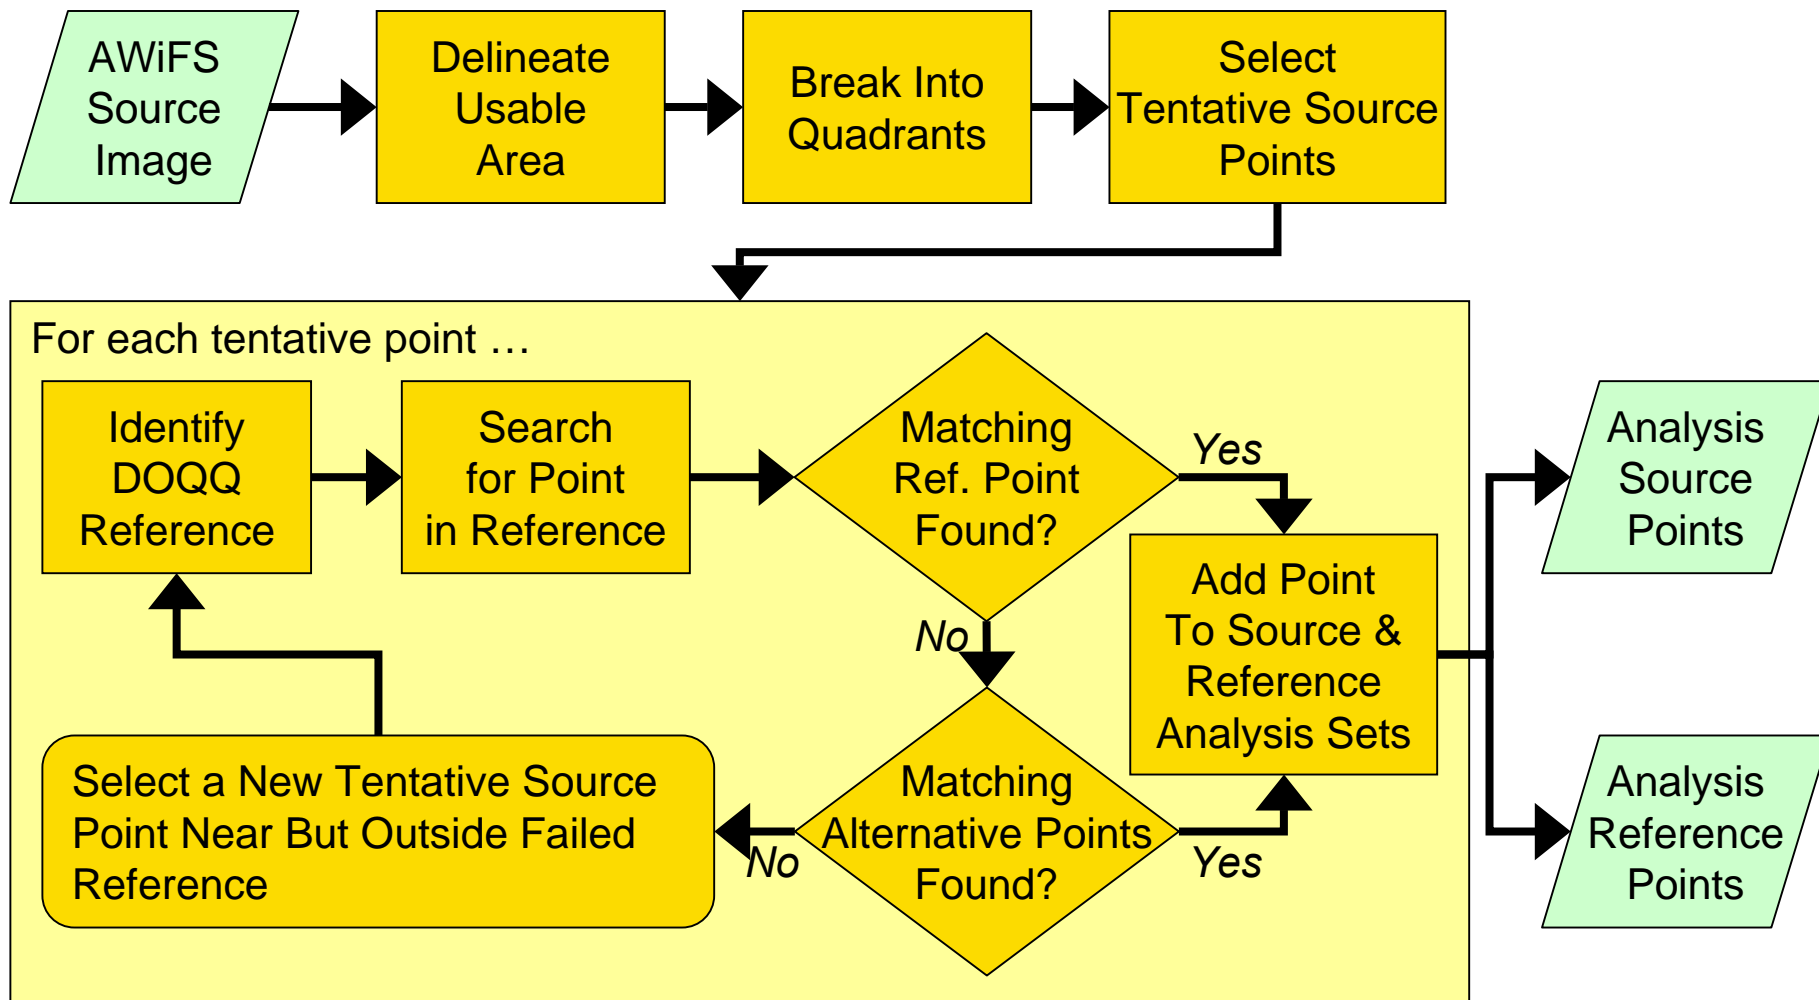 AWiFS
Source
Image
Delineate
Usable
Area
Break Into
Quadrants
Select
Tentative Source
Points
For each tentative point …
Identify
DOQQ
Reference
Search
for Point
in Reference
Matching
Ref. Point
Found?
Yes
No
Add Point
To Source &
Reference
Analysis Sets
Analysis
Source
Points
Select a New Tentative Source
Point Near But Outside Failed
Reference
No
Matching
Alternative Points
Found?
Yes
Analysis
Reference
Points